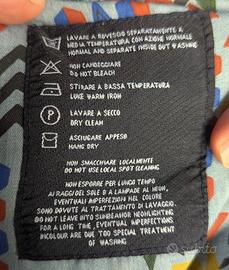 LAVARE A ROVESCIO SEPARATAMENTE A
MEDIA TEMPERATURA CON AZIONE NORMALE
NORMAL AND SEPARATE INSIDE OUT WASHING
NON CANDEGGIARE
DO NOT BLEACH
STIRARE A BASSA TEMPERATURA
LUKE WARM IRON
P
LAVARE A SECCO
DRY CLEAN
ASCIUGARE APPESO
HANG DRY
NON SMACCHIARE LOCALMENTE
DO NOT USE LOCAL SPOT CLEANING
NON ESPORRE PER LUNGO TEMPO
AI RAGGI DEL SOLE O A LAMPADE AL NEON,
EVENTUALI IMPERFEZIONI NEL COLORE
SONO DOVUTE AL TRATTAMENTO DI LAVAGGIO
DO NOT LEAVE INTO SUNBEAMOR NEONLIGHTING
FOR A LONG TIME, EVENTUAL IMPERFECTIONS
INCOLOUR ARE DUE TOO SPECIAL TREATMENT
OF WASHING
subito